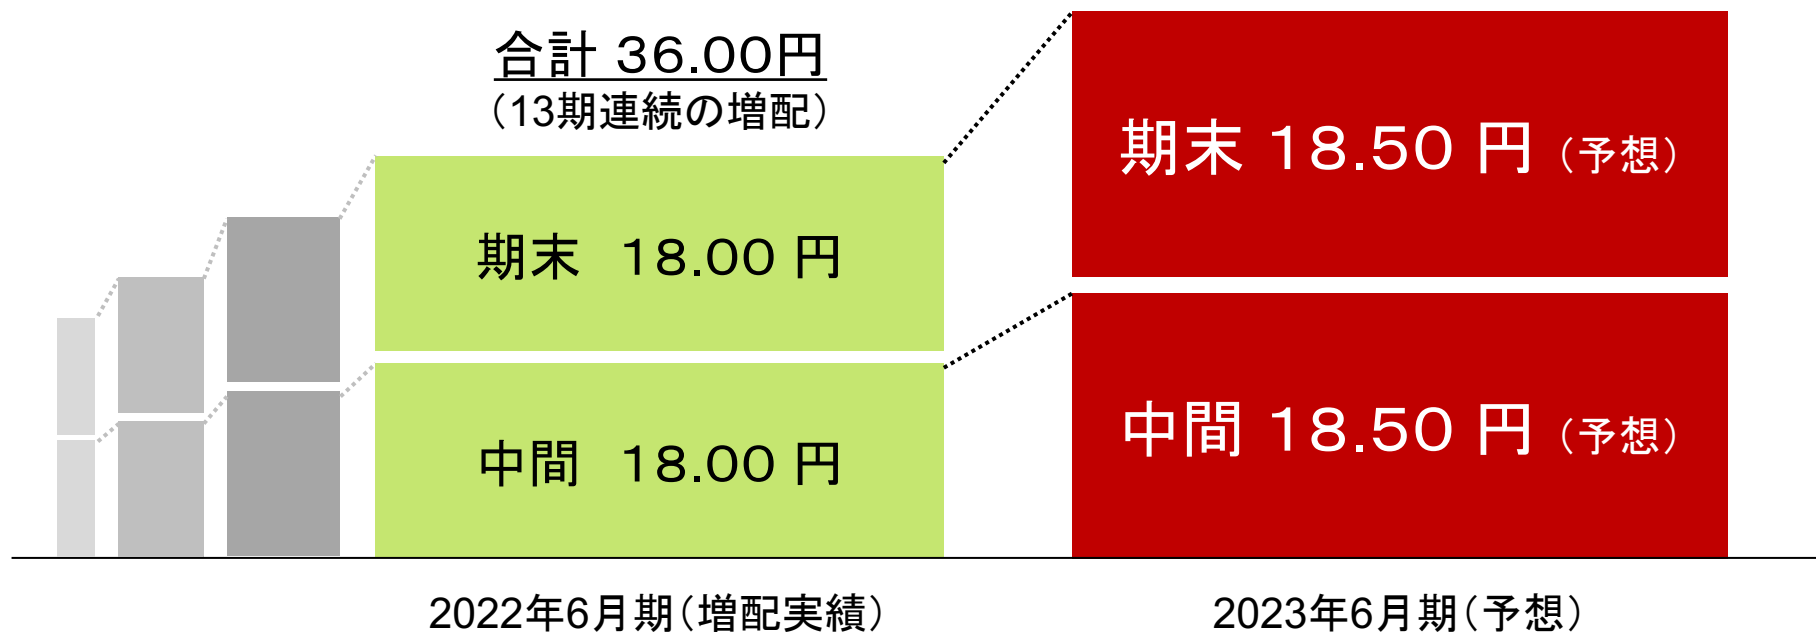 合計 36.00円
（13期連続の増配）
期末 18.50 円（予想）
期末 18.00 円
中間 18.50 円（予想）
中間 18.00 円
2022年6月期（増配実績）
2023年6月期（予想）